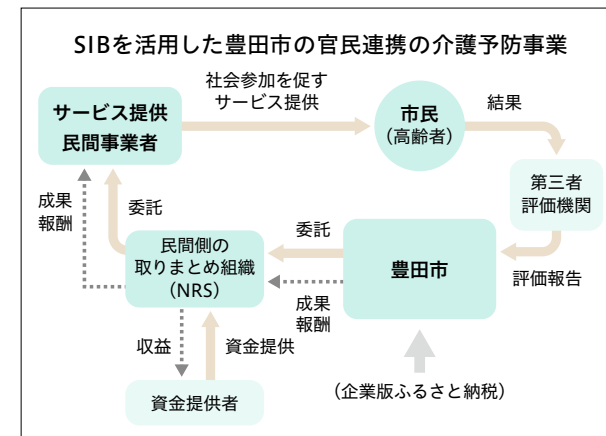 SIBを活用した豊田市の官民連携の介護予防事業
社会参加を促す
サービス提供
サービス提供
民間事業者
市民
（高齢者）
結果
第三者
評価機関
成果
報酬
委託
民間側の
取りまとめ組織
（NRS）
委託
豊田市
評価報告
成果
報酬
収益
資金提供
資金提供者
（企業版ふるさと納税）